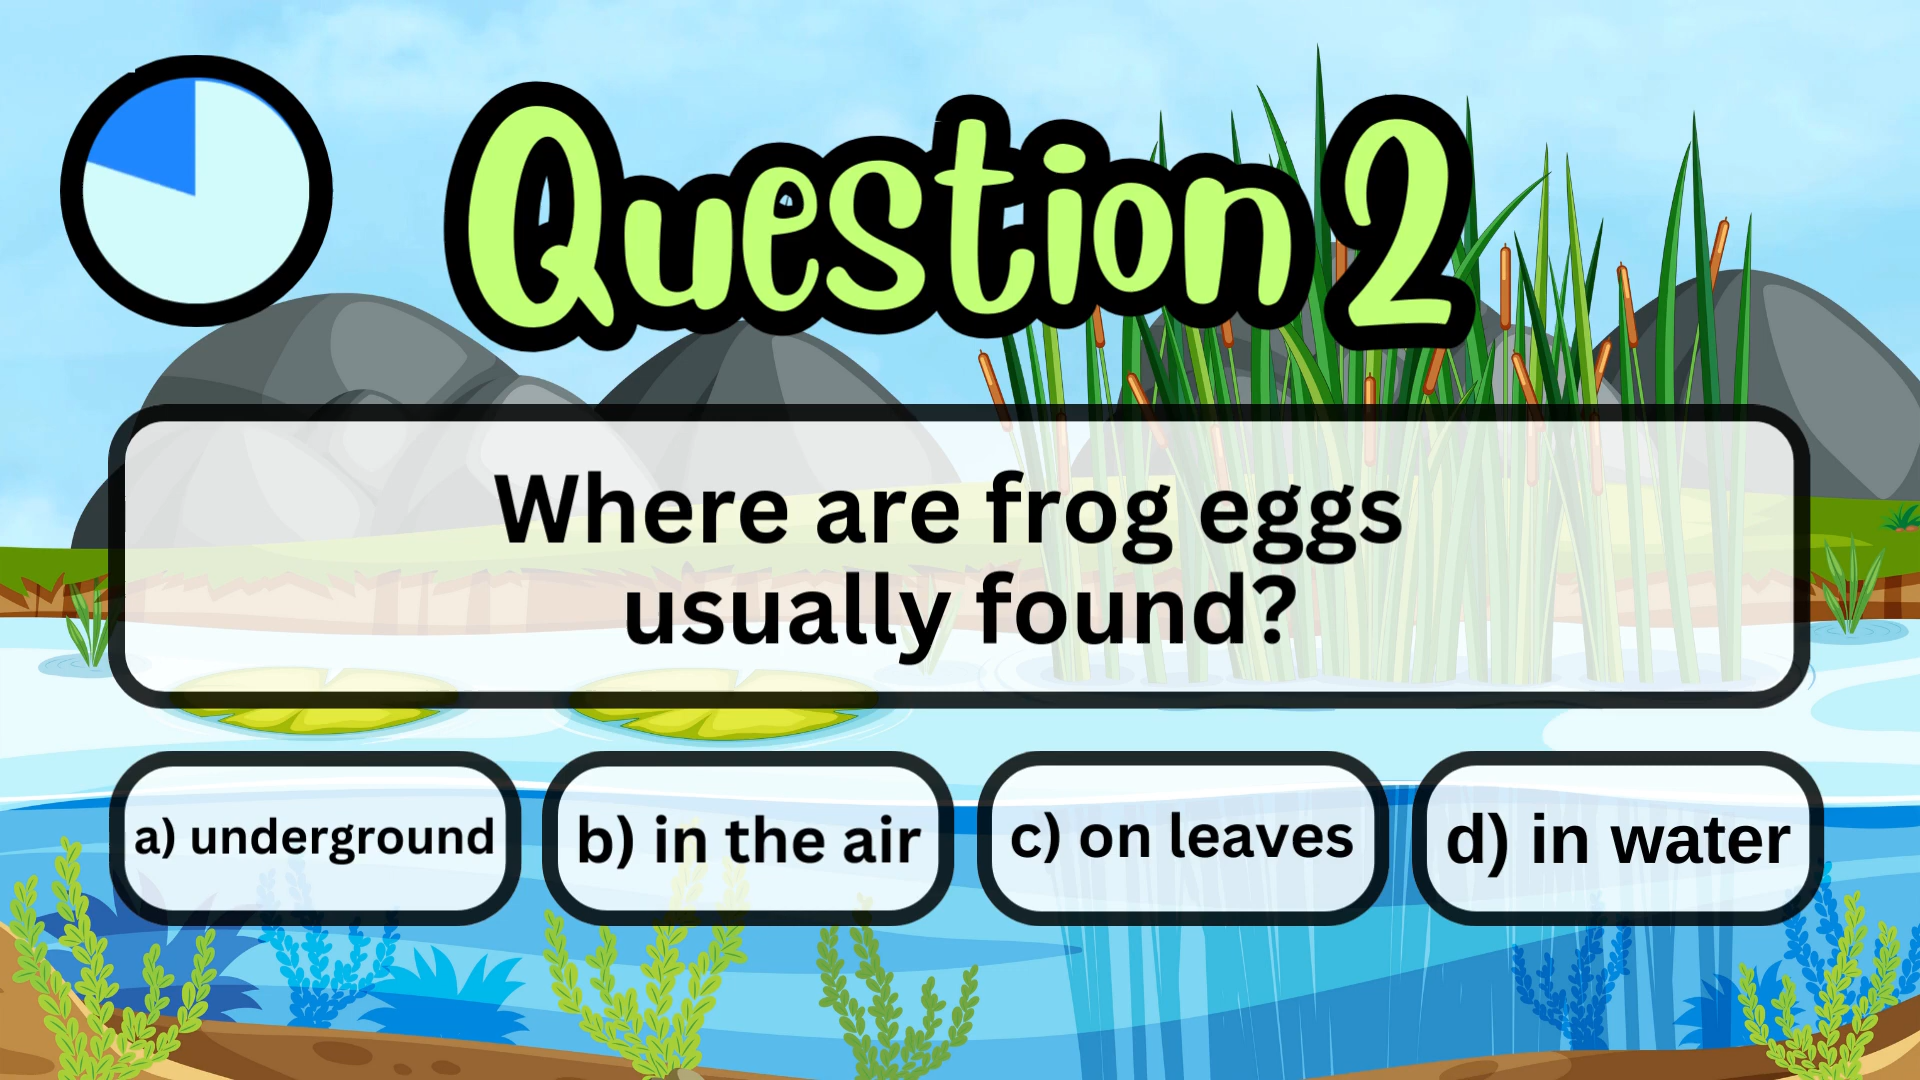 Question 2
Where are frog eggs
usually found?
a) underground
b) in the air
c) on leaves
d) in water